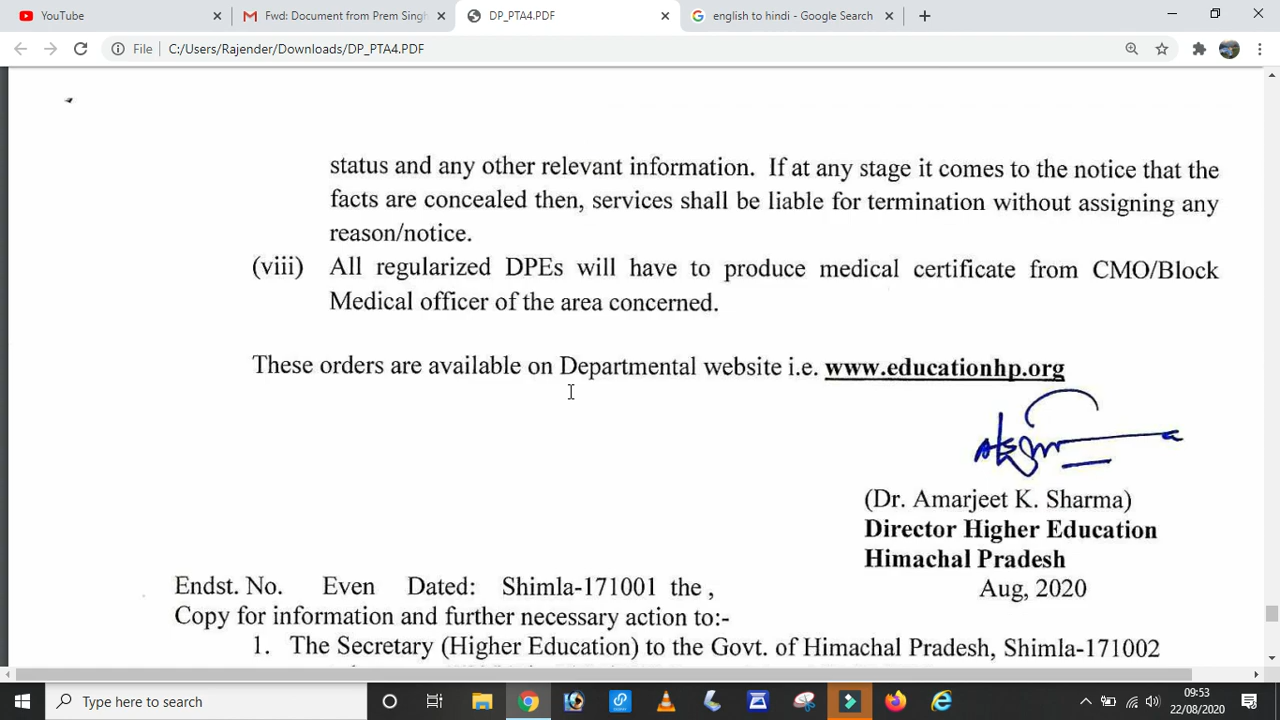 YouTube
Fwd: Document from Prem Singh
DP_PTA4.PDF
english to hindi - Google Search
File
C:/Users/Rajender/Downloads/DP_PTA4.PDF
status and any other relevant information. If at any stage it comes to the notice that the
facts are concealed then, services shall be liable for termination without assigning any
reason/notice.
(viii) All regularized DPEs will have to produce medical certificate from CMO/Block
Medical officer of the area concerned.
These orders are available on Departmental website i.e. www.educationhp.org
(Dr. Amarjeet K. Sharma)
Director Higher Education
Himachal Pradesh
Aug, 2020
Endst. No. Even Dated: Shimla-171001 the ,
Copy for information and further necessary action to:-
1. The Secretary (Higher Education) to the Govt. of Himachal Pradesh, Shimla-171002
Type here to search
09:53
22/08/2020